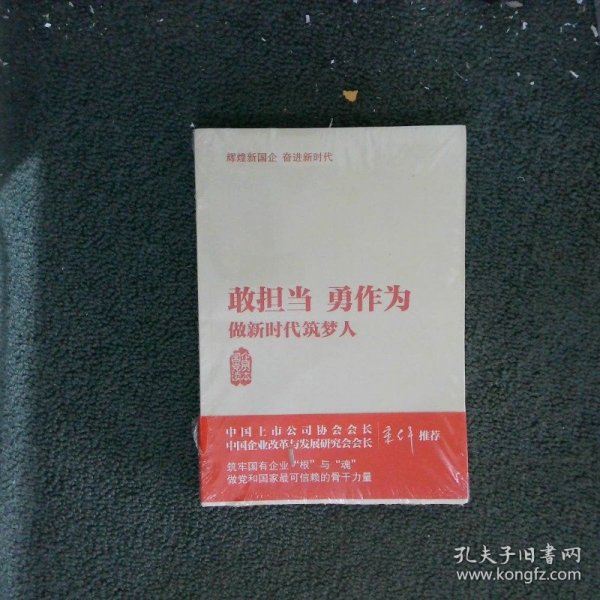 辉煌新国企 奋进新时代
敢担当 勇作为
做新时代筑梦人
中国上市公司协会会长
中国企业改革与发展研究会会长
推荐
筑牢国有企业“根”与“魂”
做党和国家最可信赖的骨干力量
孔夫子旧书网
www.kongfz.com